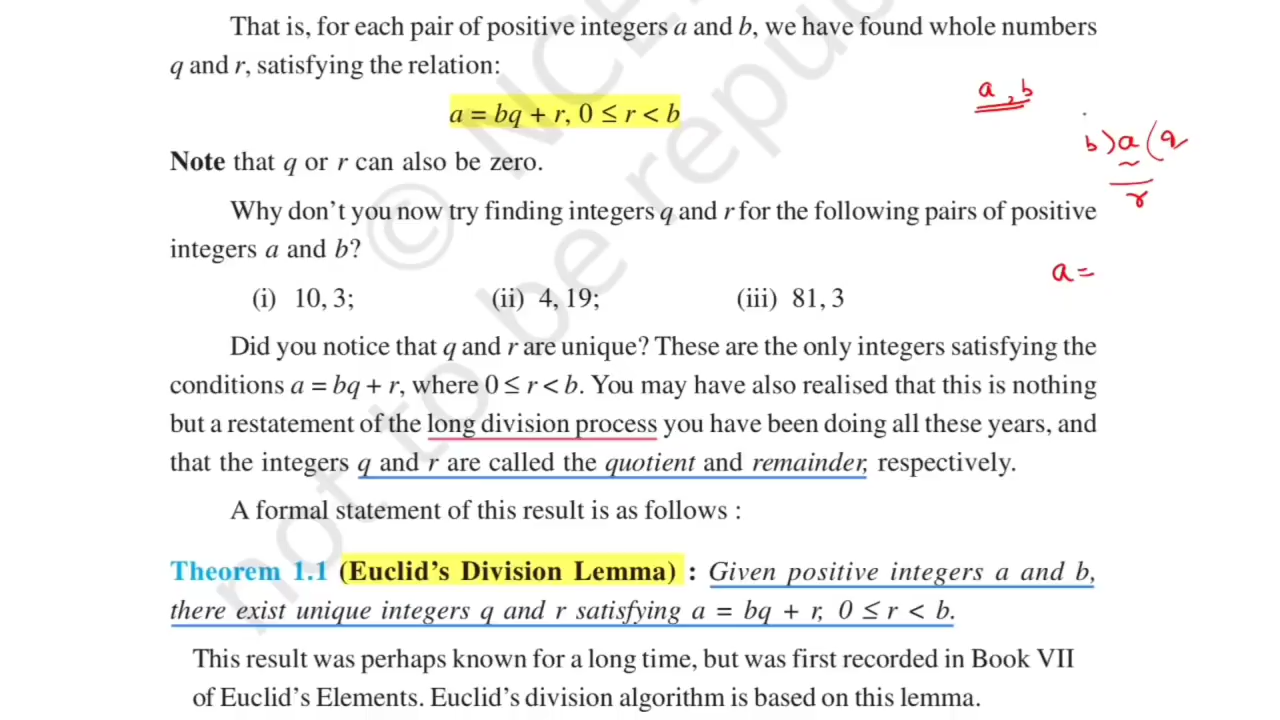 That is, for each pair of positive integers a and b, we have found whole numbers
q and r, satisfying the relation:
a = bq + r, 0 ≤ r < b
a, b
b) a (q
r
a =
Note that q or r can also be zero.
Why don't you now try finding integers q and r for the following pairs of positive
integers a and b?
(i) 10, 3; (ii) 4, 19; (iii) 81, 3
Did you notice that q and r are unique? These are the only integers satisfying the
conditions a = bq + r, where 0 ≤ r < b. You may have also realised that this is nothing
but a restatement of the long division process you have been doing all these years, and
that the integers q and r are called the quotient and remainder, respectively.
A formal statement of this result is as follows :
Theorem 1.1 (Euclid's Division Lemma) : Given positive integers a and b,
there exist unique integers q and r satisfying a = bq + r, 0 ≤ r < b.
This result was perhaps known for a long time, but was first recorded in Book VII
of Euclid's Elements. Euclid's division algorithm is based on this lemma.
© NCE
not to be repu